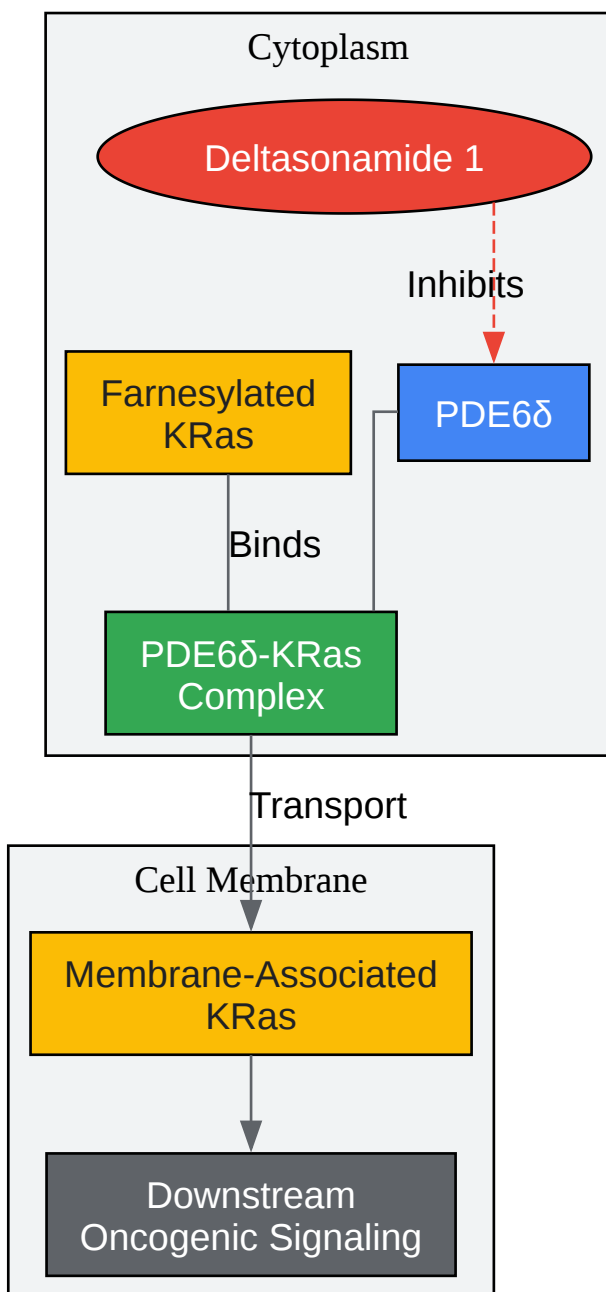 Cytoplasm
Deltasonamide 1
Inhibits
Farnesylated
KRas
PDE6δ
Binds
PDE6δ-KRas
Complex
Transport
Cell Membrane
Membrane-Associated
KRas
Downstream
Oncogenic Signaling